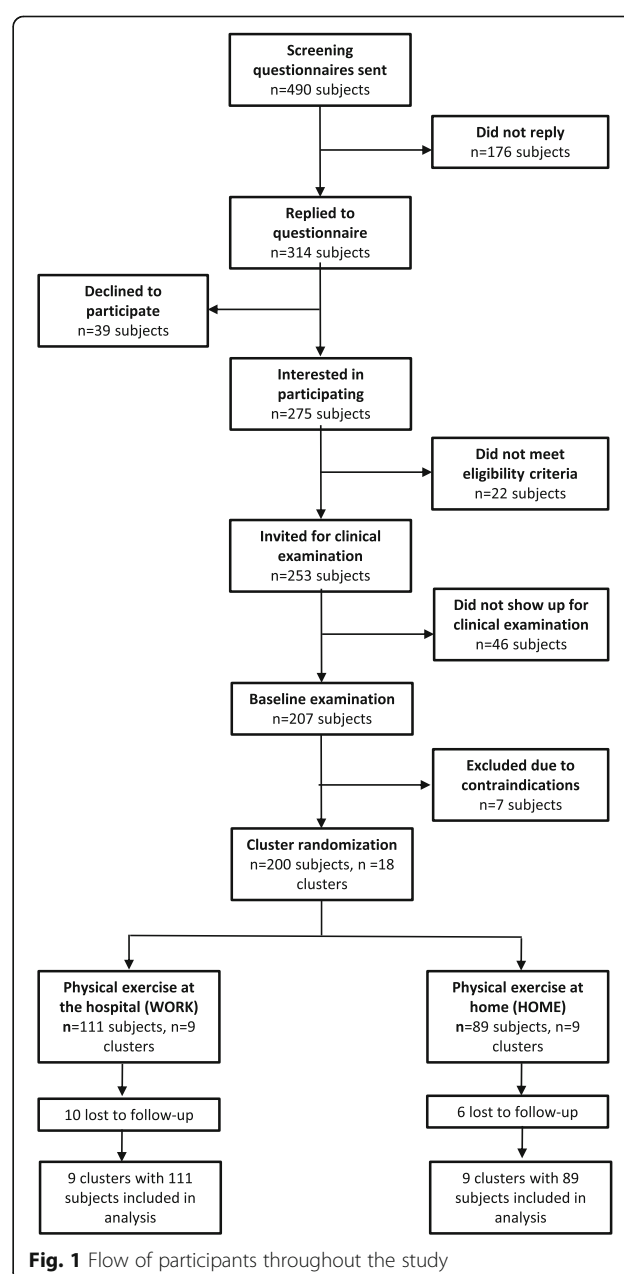 Screening
questionnaires sent
n=490 subjects
Did not reply
n=176 subjects
Replied to
questionnaire
n=314 subjects
Declined to
participate
n=39 subjects
Interested in
participating
n=275 subjects
Did not meet
eligibility criteria
n=22 subjects
Invited for clinical
examination
n=253 subjects
Did not show up for
clinical examination
n=46 subjects
Baseline examination
n=207 subjects
Excluded due to
contraindications
n=7 subjects
Cluster randomization
n=200 subjects, n =18
clusters
Physical exercise at
the hospital (WORK)
n=111 subjects, n=9
clusters
Physical exercise at
home (HOME)
n=89 subjects, n=9
clusters
10 lost to follow-up
6 lost to follow-up
9 clusters with 111
subjects included in
analysis
9 clusters with 89
subjects included in
analysis
Fig. 1 Flow of participants throughout the study